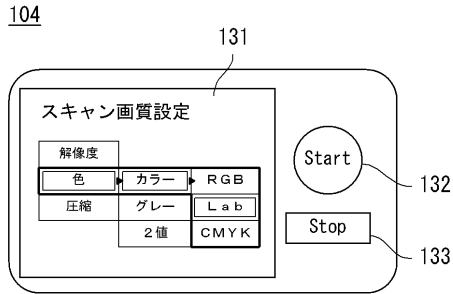 104
131
スキャン画質設定
解像度
色 カラー RGB
圧縮 グレー Lab
2値 CMYK
Start
132
Stop
133